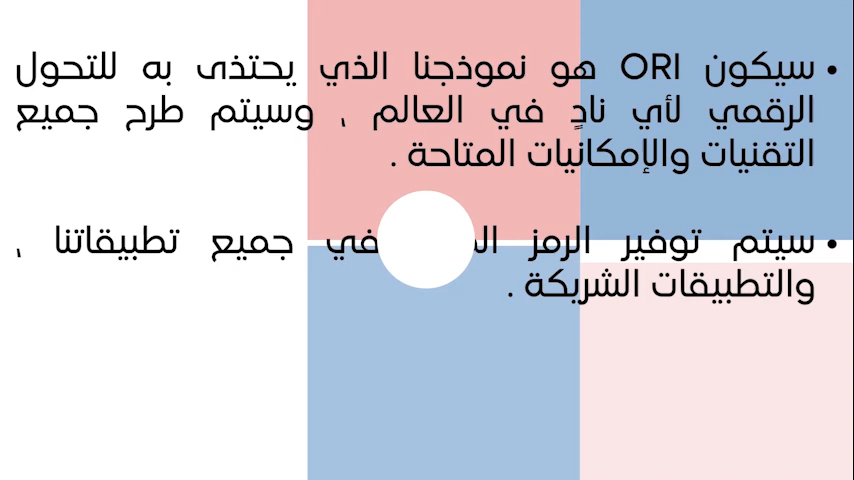 • سيكون ORI هو نموذجنا الذي يحتذى به للتحول
الرقمي لأي نادٍ في العالم ، وسيتم طرح جميع
التقنيات والإمكانيات المتاحة .
• سيتم توفير الرمز في جميع تطبيقاتنا ،
والتطبيقات الشريكة .